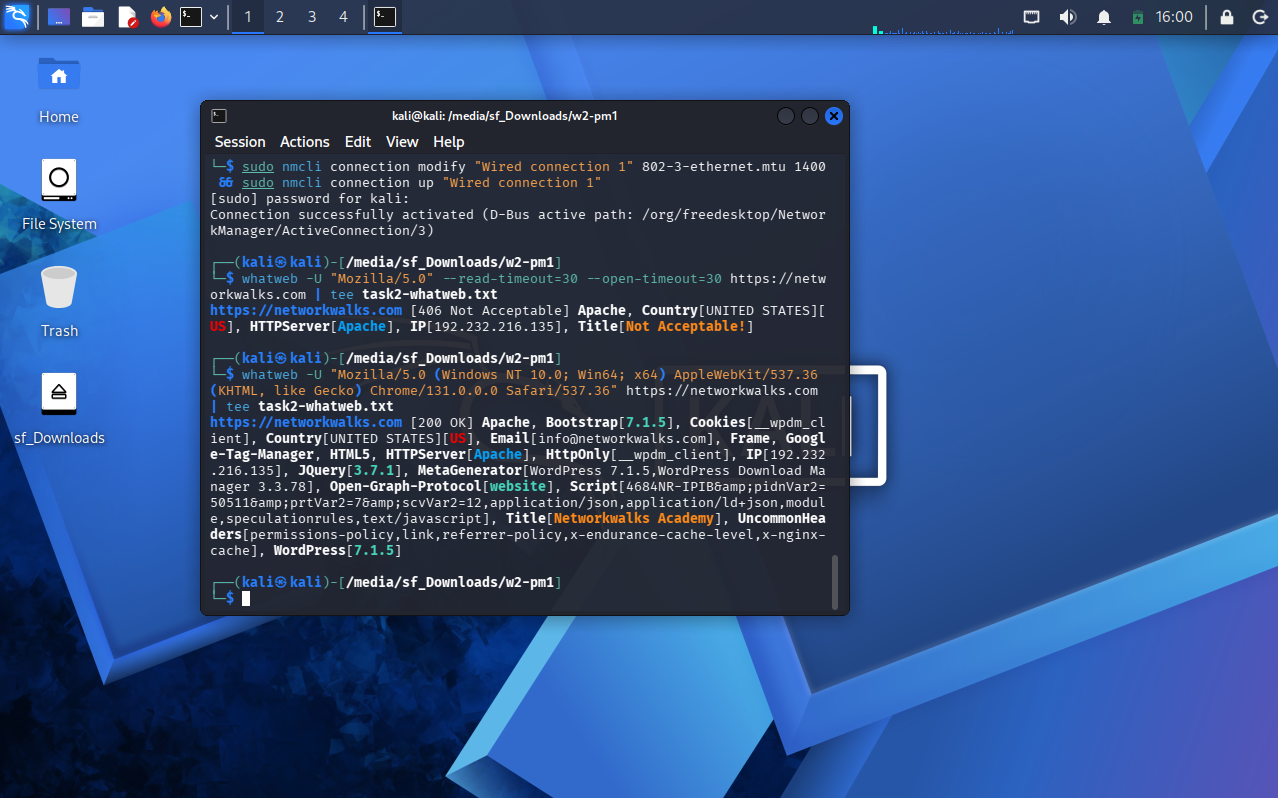 1 2 3 4
16:00
Home
File System
Trash
sf_Downloads
kali@kali: /media/sf_Downloads/w2-pm1
Session Actions Edit View Help
└─$ sudo nmcli connection modify "Wired connection 1" 802-3-ethernet.mtu 1400
&& sudo nmcli connection up "Wired connection 1"
[sudo] password for kali:
Connection successfully activated (D-Bus active path: /org/freedesktop/Networ
kManager/ActiveConnection/3)
┌──(kali㉿kali)-[/media/sf_Downloads/w2-pm1]
└─$ whatweb -U "Mozilla/5.0" --read-timeout=30 --open-timeout=30 https://netw
orkwalks.com | tee task2-whatweb.txt
https://networkwalks.com [406 Not Acceptable] Apache, Country[UNITED STATES][
US], HTTPServer[Apache], IP[192.232.216.135], Title[Not Acceptable!]
┌──(kali㉿kali)-[/media/sf_Downloads/w2-pm1]
└─$ whatweb -U "Mozilla/5.0 (Windows NT 10.0; Win64; x64) AppleWebKit/537.36
(KHTML, like Gecko) Chrome/131.0.0.0 Safari/537.36" https://networkwalks.com
| tee task2-whatweb.txt
https://networkwalks.com [200 OK] Apache, Bootstrap[7.1.5], Cookies[__wpdm_cl
ient], Country[UNITED STATES][US], Email[info@networkwalks.com], Frame, Googl
e-Tag-Manager, HTML5, HTTPServer[Apache], HttpOnly[__wpdm_client], IP[192.232
.216.135], JQuery[3.7.1], MetaGenerator[WordPress 7.1.5,WordPress Download Ma
nager 3.3.78], Open-Graph-Protocol[website], Script[4684NR-IPIB&amp;pidnVar2=
50511&amp;prtVar2=7&amp;scvVar2=12,application/json,application/ld+json,modul
e,speculationrules,text/javascript], Title[Networkwalks Academy], UncommonHea
ders[permissions-policy,link,referrer-policy,x-endurance-cache-level,x-nginx-
cache], WordPress[7.1.5]
┌──(kali㉿kali)-[/media/sf_Downloads/w2-pm1]
└─$